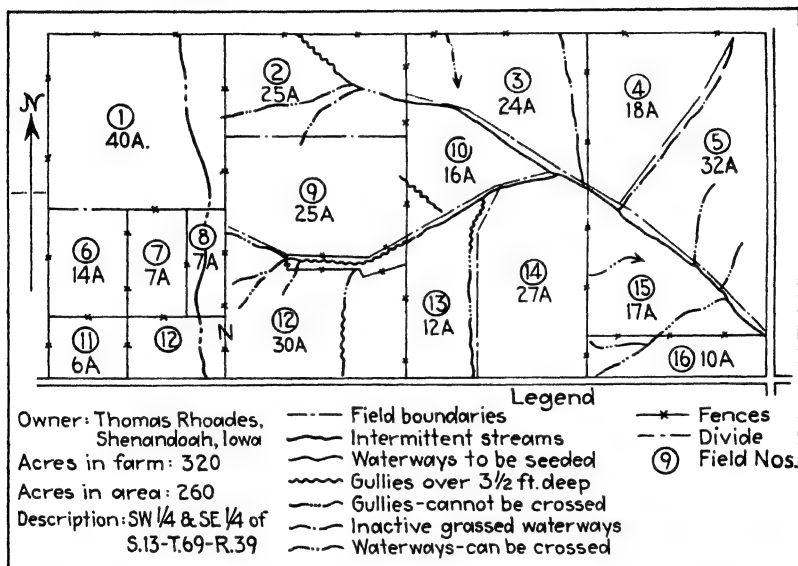 N
① 40A.
② 25A
③ 24A
④ 18A
⑤ 32A
⑥ 14A
⑦ 7A
⑧ 7A
⑨ 25A
⑩ 16A
⑪ 6A
⑫
N
⑫ 30A
⑬ 12A
⑭ 27A
⑮ 17A
⑯ 10A
Legend
Owner: Thomas Rhoades,
Shenandoah, Iowa
Acres in farm: 320
Acres in area: 260
Description: SW 1/4 & SE 1/4 of
S.13-T.69-R.39
Field boundaries
Intermittent streams
Waterways to be seeded
Gullies over 3 1/2 ft. deep
Gullies-cannot be crossed
Inactive grassed waterways
Waterways-can be crossed
Fences
Divide
⑨ Field Nos.